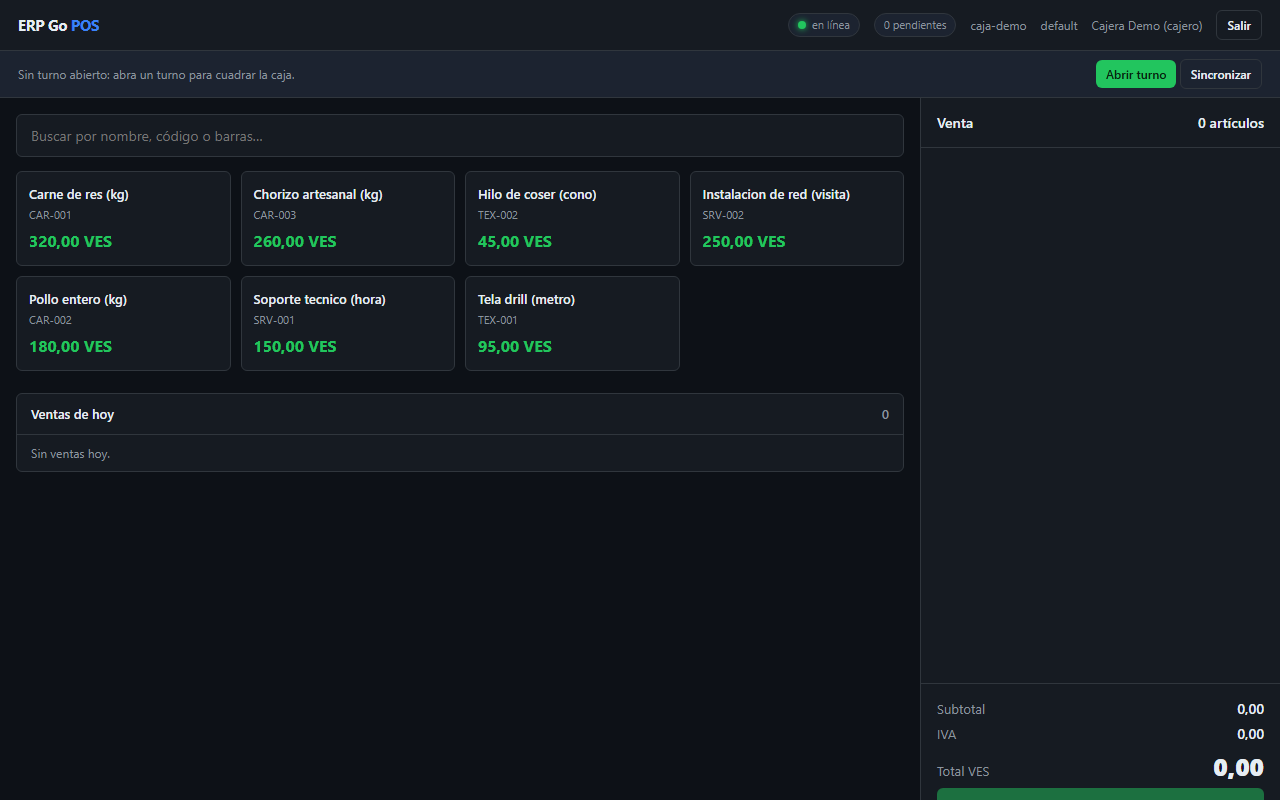 ERP Go POS
en línea
0 pendientes
caja-demo
default
Cajera Demo (cajero)
Salir
Sin turno abierto: abra un turno para cuadrar la caja.
Abrir turno
Sincronizar
Buscar por nombre, código o barras...
Carne de res (kg)
CAR-001
320,00 VES
Chorizo artesanal (kg)
CAR-003
260,00 VES
Hilo de coser (cono)
TEX-002
45,00 VES
Instalacion de red (visita)
SRV-002
250,00 VES
Pollo entero (kg)
CAR-002
180,00 VES
Soporte tecnico (hora)
SRV-001
150,00 VES
Tela drill (metro)
TEX-001
95,00 VES
Ventas de hoy
0
Sin ventas hoy.
Venta
0 artículos
Subtotal
0,00
IVA
0,00
Total VES
0,00